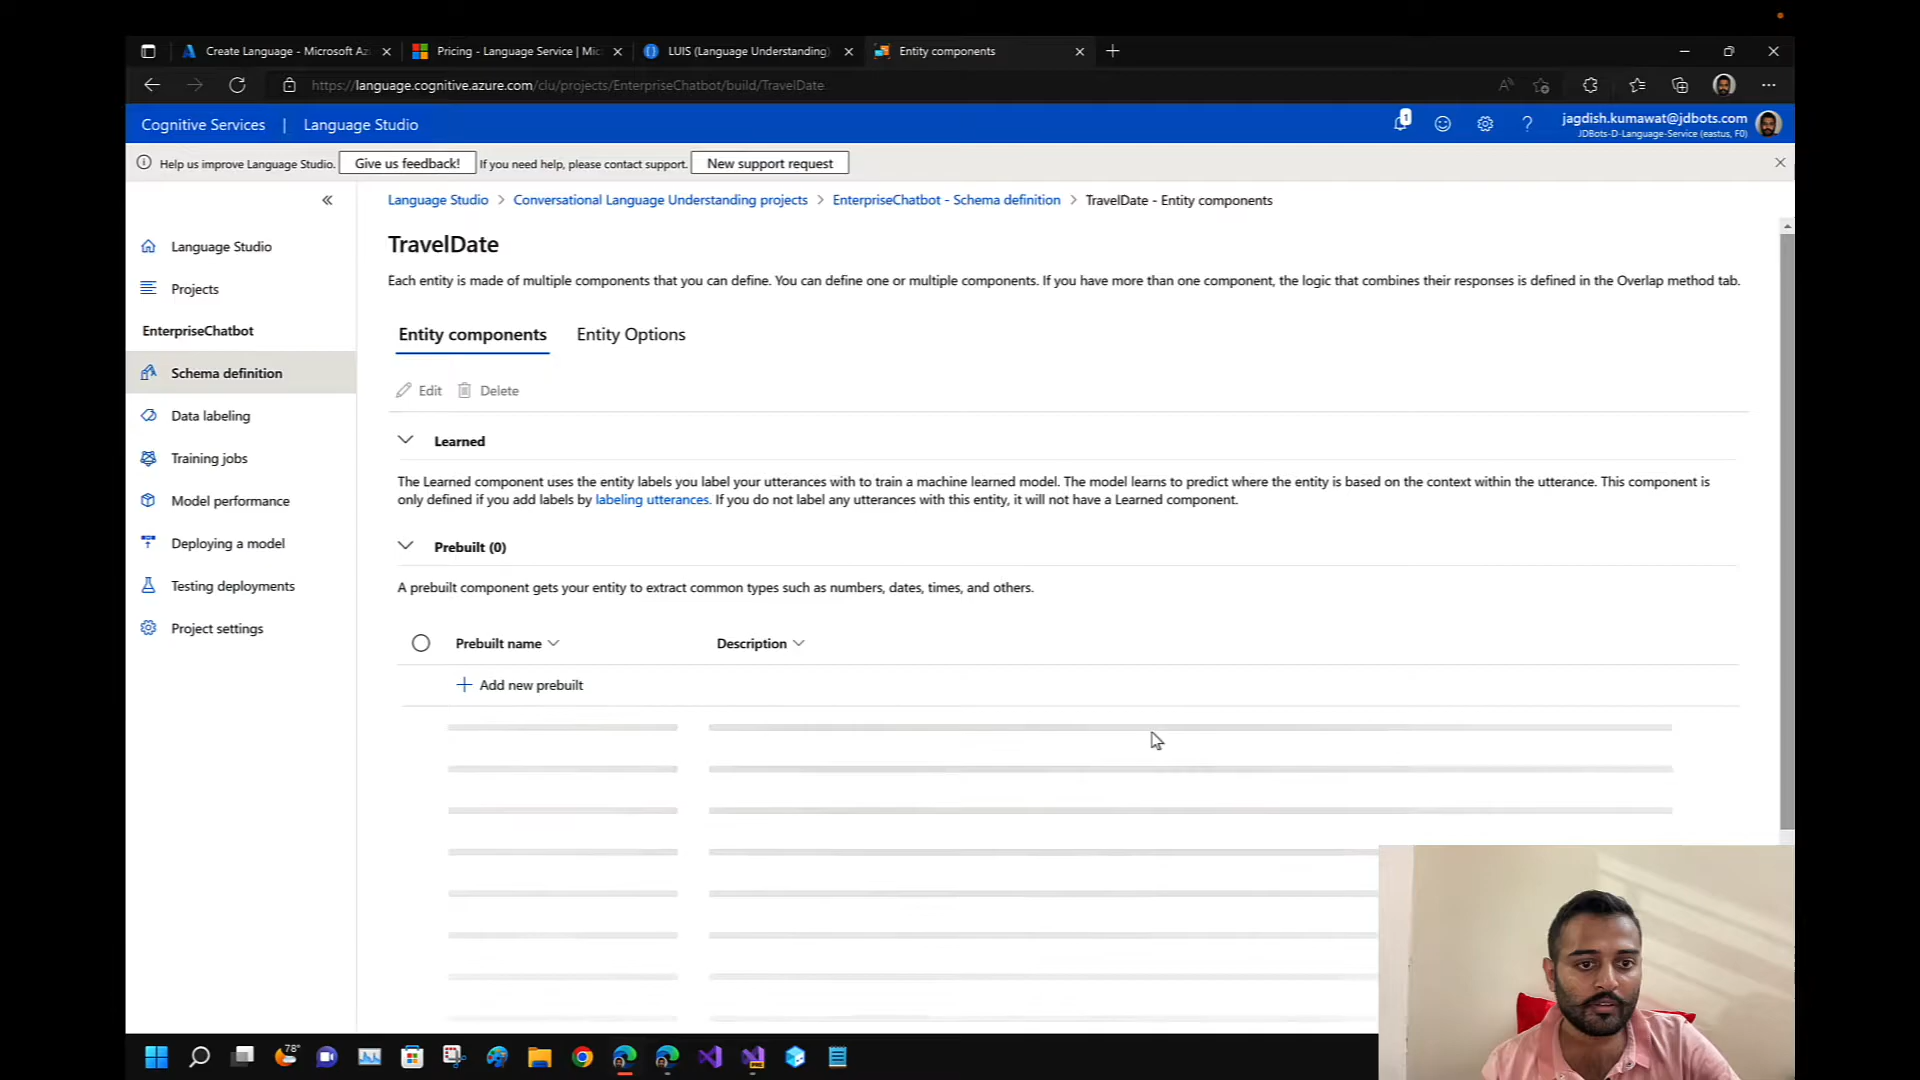 Create Language - Microsoft Az
Pricing - Language Service | Mic
LUIS (Language Understanding)
Entity components
https://language.cognitive.azure.com/clu/projects/EnterpriseChatbot/build/TravelDate
Cognitive Services | Language Studio
1
jagdish.kumawat@jdbots.com
JDBots-D-Language-Service (eastus, F0)
Help us improve Language Studio. Give us feedback! If you need help, please contact support. New support request
Language Studio > Conversational Language Understanding projects > EnterpriseChatbot - Schema definition > TravelDate - Entity components
Language Studio
Projects
EnterpriseChatbot
Schema definition
Data labeling
Training jobs
Model performance
Deploying a model
Testing deployments
Project settings
TravelDate
Each entity is made of multiple components that you can define. You can define one or multiple components. If you have more than one component, the logic that combines their responses is defined in the Overlap method tab.
Entity components Entity Options
Edit Delete
Learned
The Learned component uses the entity labels you label your utterances with to train a machine learned model. The model learns to predict where the entity is based on the context within the utterance. This component is
only defined if you add labels by labeling utterances. If you do not label any utterances with this entity, it will not have a Learned component.
Prebuilt (0)
A prebuilt component gets your entity to extract common types such as numbers, dates, times, and others.
Prebuilt name Description
Add new prebuilt
78°